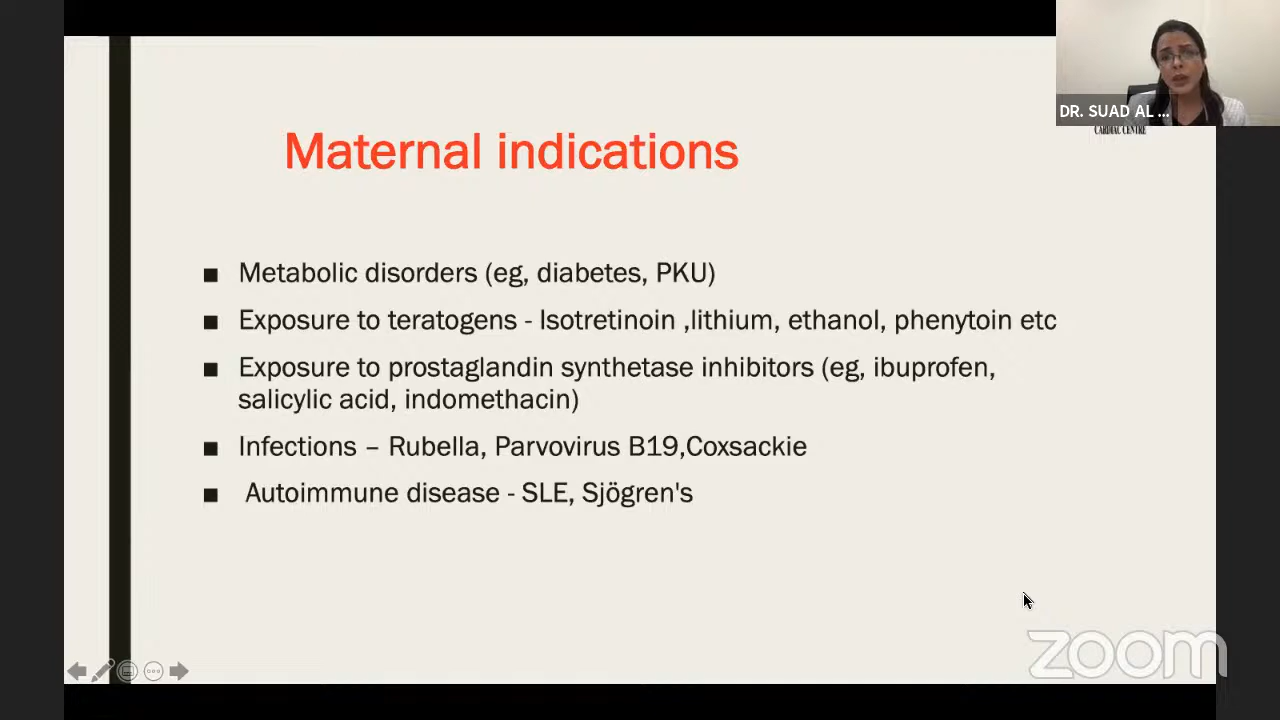 DR. SUAD AL ...
CARDIAC CENTRE
Maternal indications
■ Metabolic disorders (eg, diabetes, PKU)
■ Exposure to teratogens - Isotretinoin ,lithium, ethanol, phenytoin etc
■ Exposure to prostaglandin synthetase inhibitors (eg, ibuprofen,
salicylic acid, indomethacin)
■ Infections – Rubella, Parvovirus B19,Coxsackie
■ Autoimmune disease - SLE, Sjögren's
zoom